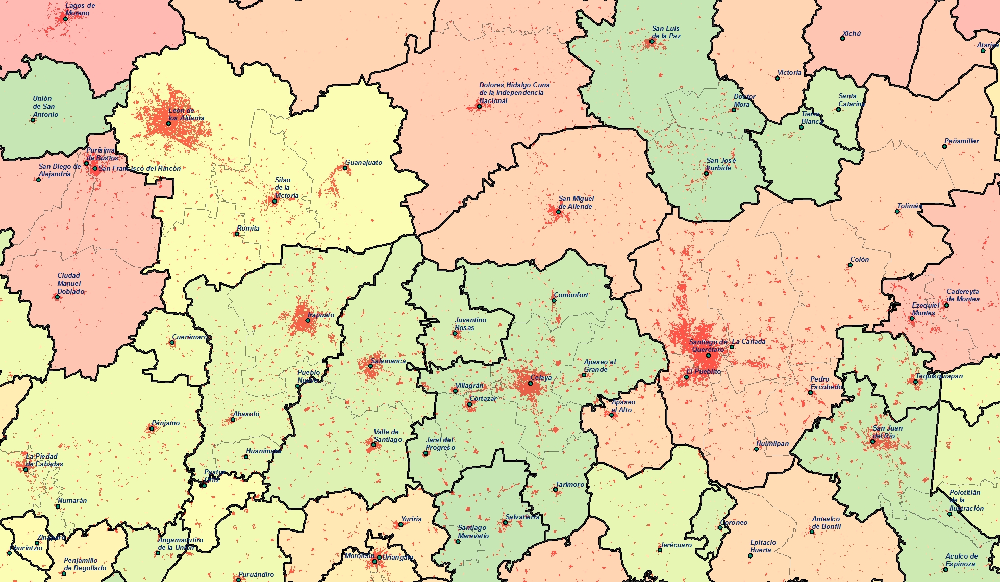 Lagos de
Moreno
San Luis
de la Paz
Xichú
Atarjea
Victoria
Unión
de San
Antonio
León de
los Aldama
Dolores Hidalgo Cuna
de la Independencia
Nacional
Doctor
Mora
Santa
Catarina
Tierra
Blanca
Peñamiller
Purísima
de Bustos
San Francisco del Rincón
San Diego de
Alejandría
Guanajuato
San José
Iturbide
Silao
de la
Victoria
San Miguel
de Allende
Tolimán
Romita
Colón
Ciudad
Manuel
Doblado
Comonfort
Cadereyta
de Montes
Ezequiel
Montes
Irapuato
Juventino
Rosas
Cuerámaro
Santiago de
Querétaro
La Cañada
Salamanca
Apaseo el
Grande
El Pueblito
Pueblo
Nuevo
Celaya
Villagrán
Pedro
Escobedo
Tequisquiapan
Cortazar
Apaseo
el Alto
Abasolo
Pénjamo
Valle de
Santiago
Jaral del
Progreso
San Juan
del Río
Huimilpan
Huanímaro
La Piedad
de Cabadas
Pastor
Ortiz
Tarimoro
Numarán
Polotitlán
de la
Ilustración
Yuriria
Salvatierra
Santiago
Maravatío
Coroneo
Amealco
de Bonfil
Zináparo
Churintzio
Angamacutiro
de la Unión
Jerécuaro
Epitacio
Huerta
Moroleón
Uriangato
Penjamillo
de Degollado
Aculco de
Espinoza
Puruándiro